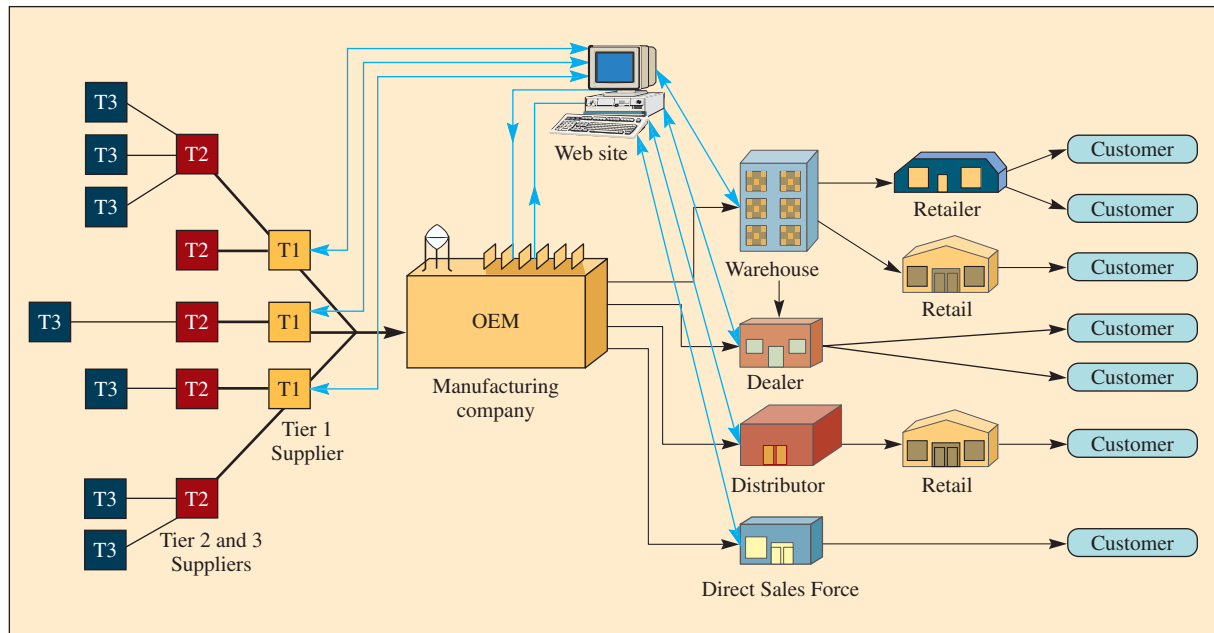 T3
T3
T3
T2
T2
T1
T3
T2
T1
T3
T2
T1
Tier 1
Supplier
T3
T2
T3
Tier 2 and 3
Suppliers
OEM
Manufacturing
company
Web site
Warehouse
Dealer
Distributor
Direct Sales Force
Retailer
Retail
Retail
Customer
Customer
Customer
Customer
Customer
Customer
Customer